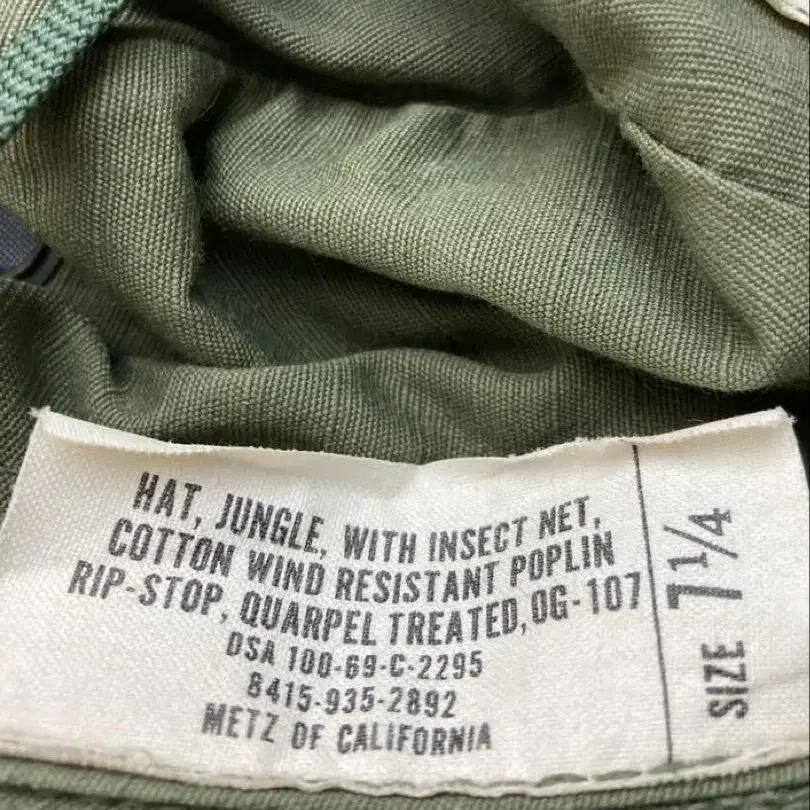 HAT, JUNGLE, WITH INSECT NET,
COTTON WIND RESISTANT POPLIN
RIP-STOP, QUARPEL TREATED, OG-107
DSA 100-69-C-2295
8415-935-2892
METZ OF CALIFORNIA
SIZE 7 1/4